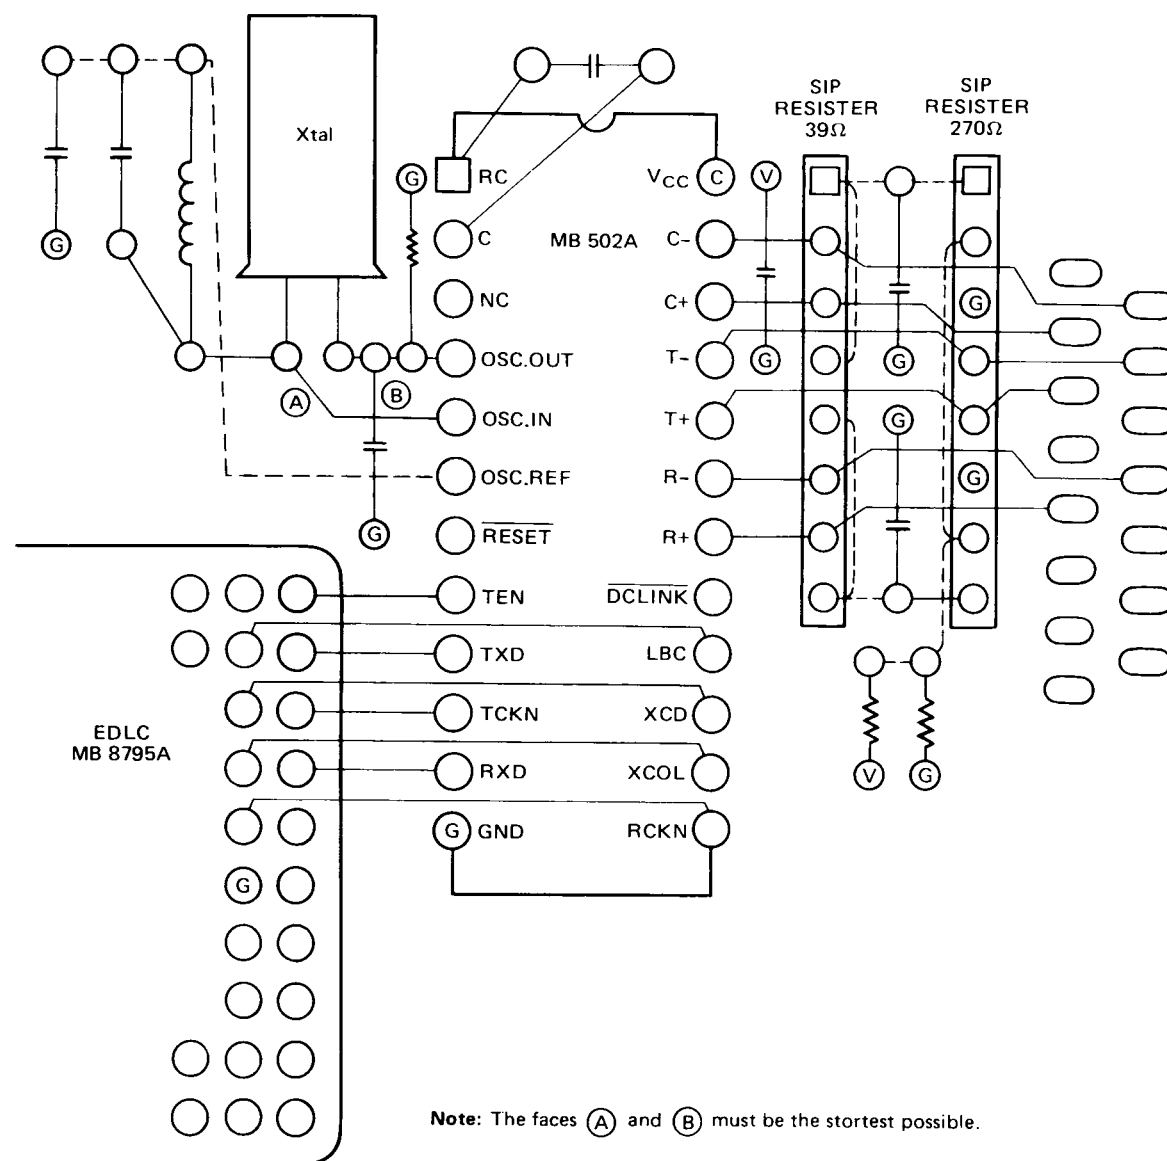 Xtal
SIP
RESISTER
39Ω
SIP
RESISTER
270Ω
G
RC
VCC
C
V
C
MB 502A
C−
G
NC
C+
G
OSC.OUT
T−
G
G
A
B
OSC.IN
T+
G
OSC.REF
R−
G
G
RESET
R+
TEN
DCLINK
TXD
LBC
TCKN
XCD
EDLC
MB 8795A
RXD
XCOL
V
G
G
GND
RCKN
G
Note: The faces A and B must be the stortest possible.